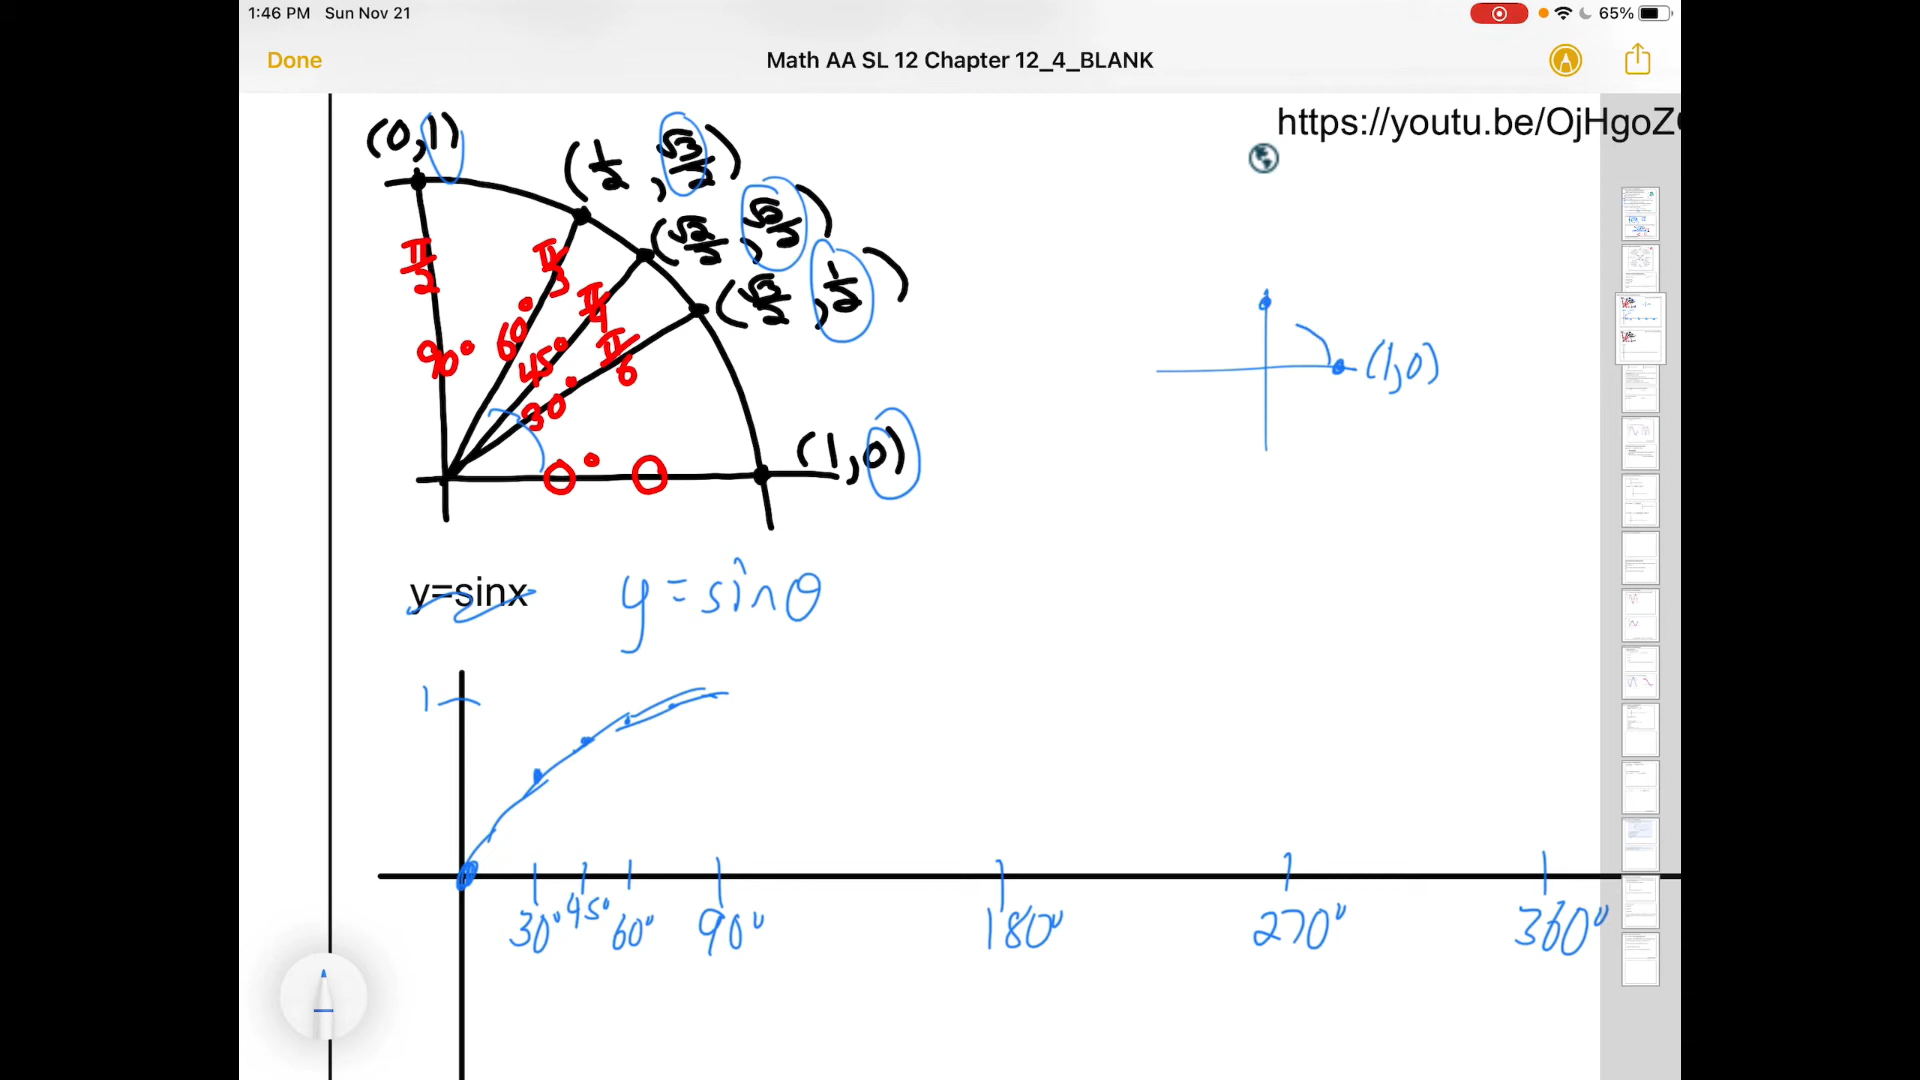 1:46 PM Sun Nov 21
65%
Done
Math AA SL 12 Chapter 12_4_BLANK
https://youtu.be/OjHgoZ
(0,1)
(1/2, √3/2)
(√2/2, √2/2)
(√3/2, 1/2)
π/2
π/3
π/4
π/6
90°
60°
45°
30°
0° 0
(1,0)
(1,0)
y=sinx y=sinθ
1
30° 45° 60° 90° 180° 270° 360°